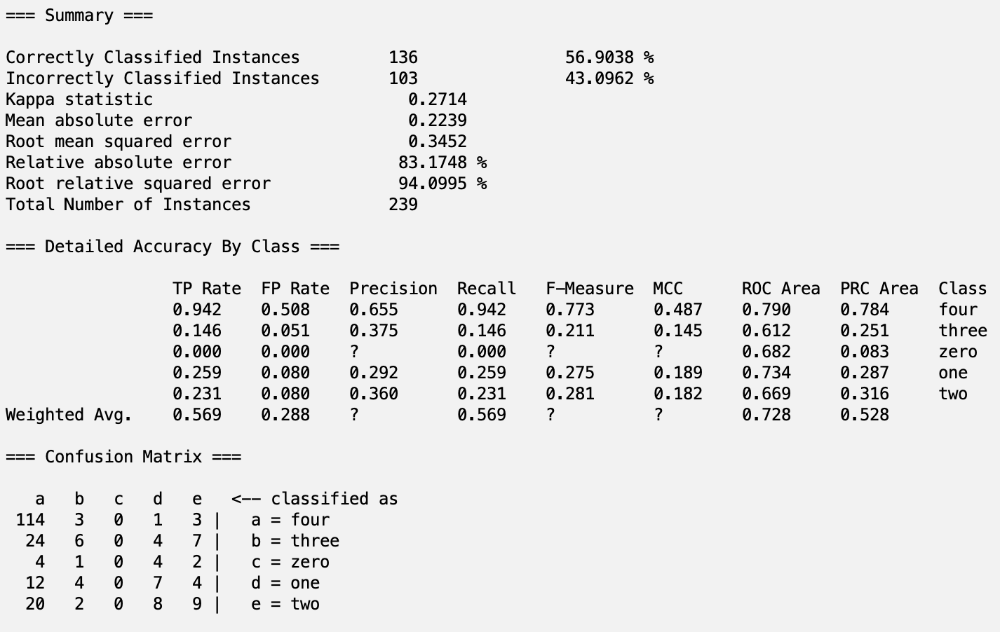 === Summary ===
Correctly Classified Instances 136 56.9038 %
Incorrectly Classified Instances 103 43.0962 %
Kappa statistic 0.2714
Mean absolute error 0.2239
Root mean squared error 0.3452
Relative absolute error 83.1748 %
Root relative squared error 94.0995 %
Total Number of Instances 239
=== Detailed Accuracy By Class ===
TP Rate FP Rate Precision Recall F-Measure MCC ROC Area PRC Area Class
0.942 0.508 0.655 0.942 0.773 0.487 0.790 0.784 four
0.146 0.051 0.375 0.146 0.211 0.145 0.612 0.251 three
0.000 0.000 ? 0.000 ? ? 0.682 0.083 zero
0.259 0.080 0.292 0.259 0.275 0.189 0.734 0.287 one
0.231 0.080 0.360 0.231 0.281 0.182 0.669 0.316 two
Weighted Avg. 0.569 0.288 ? 0.569 ? ? 0.728 0.528
=== Confusion Matrix ===
a b c d e <-- classified as
114 3 0 1 3 | a = four
24 6 0 4 7 | b = three
4 1 0 4 2 | c = zero
12 4 0 7 4 | d = one
20 2 0 8 9 | e = two